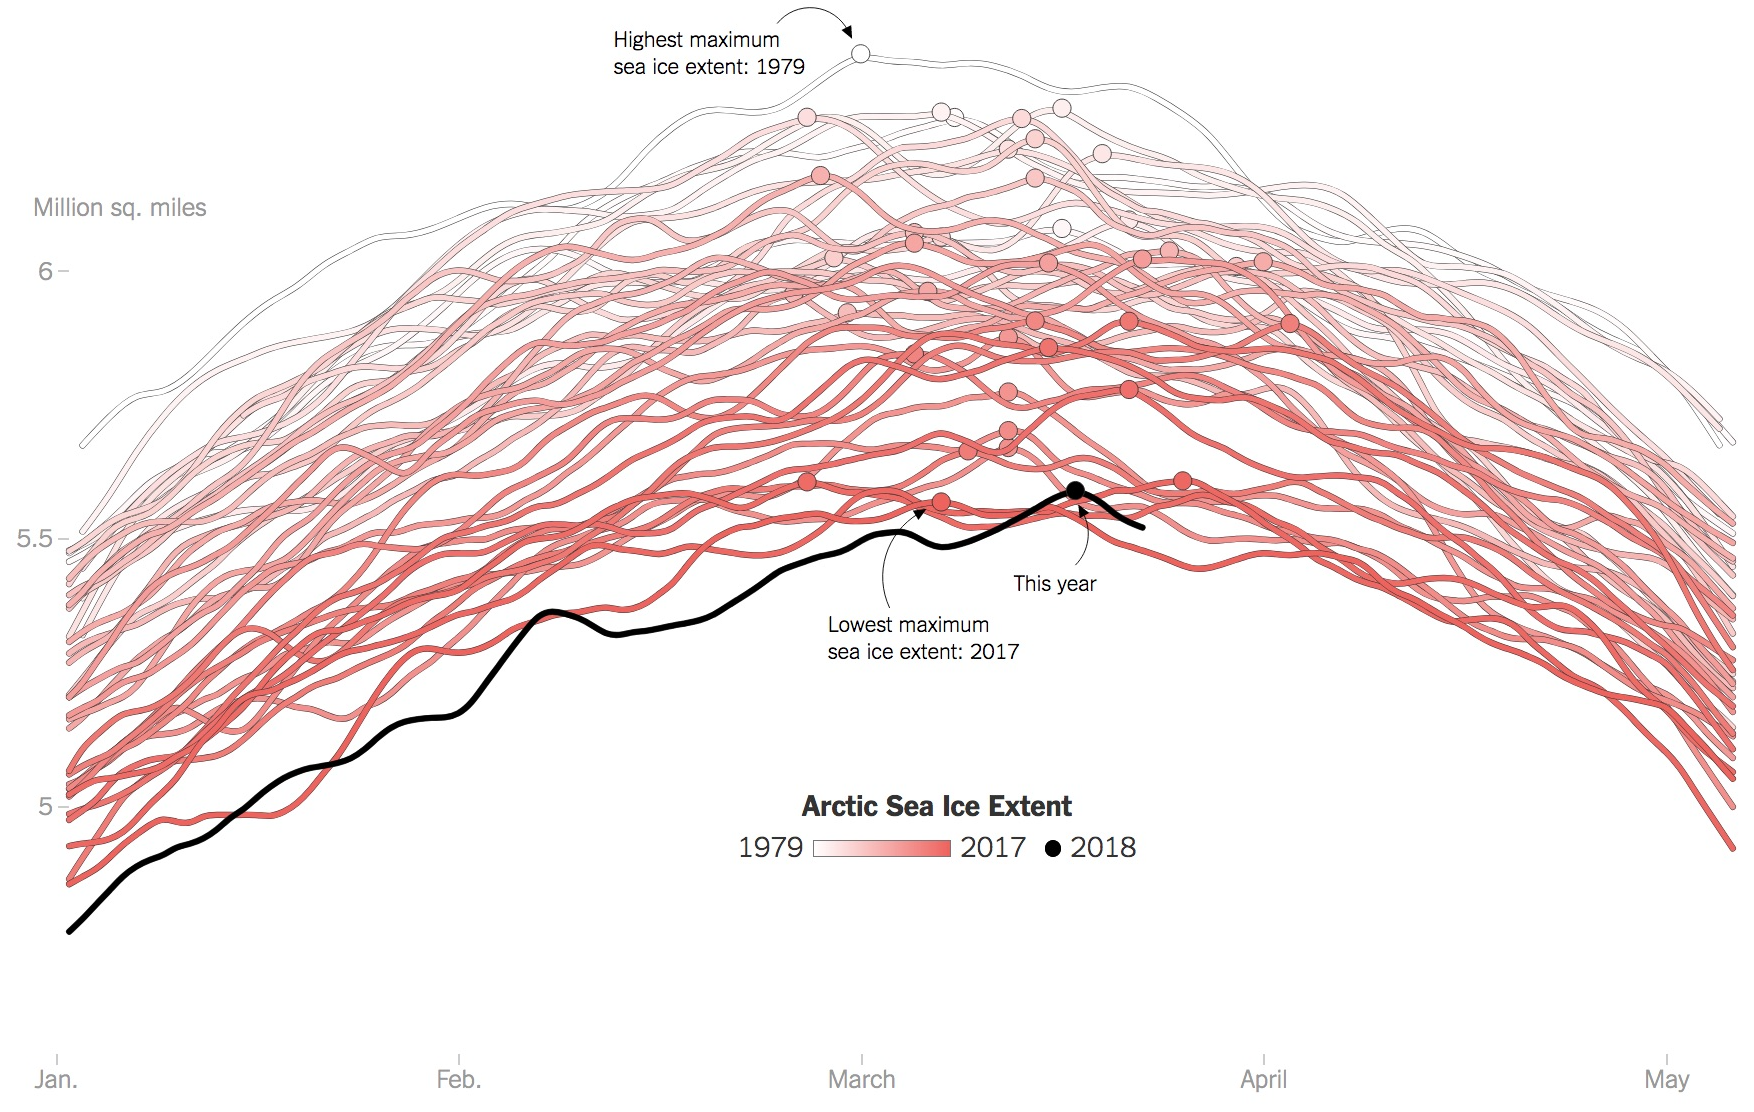 Highest maximum
sea ice extent: 1979
Million sq. miles
6
5.5
This year
Lowest maximum
sea ice extent: 2017
5
Arctic Sea Ice Extent
1979 2017 2018
Jan. Feb. March April May